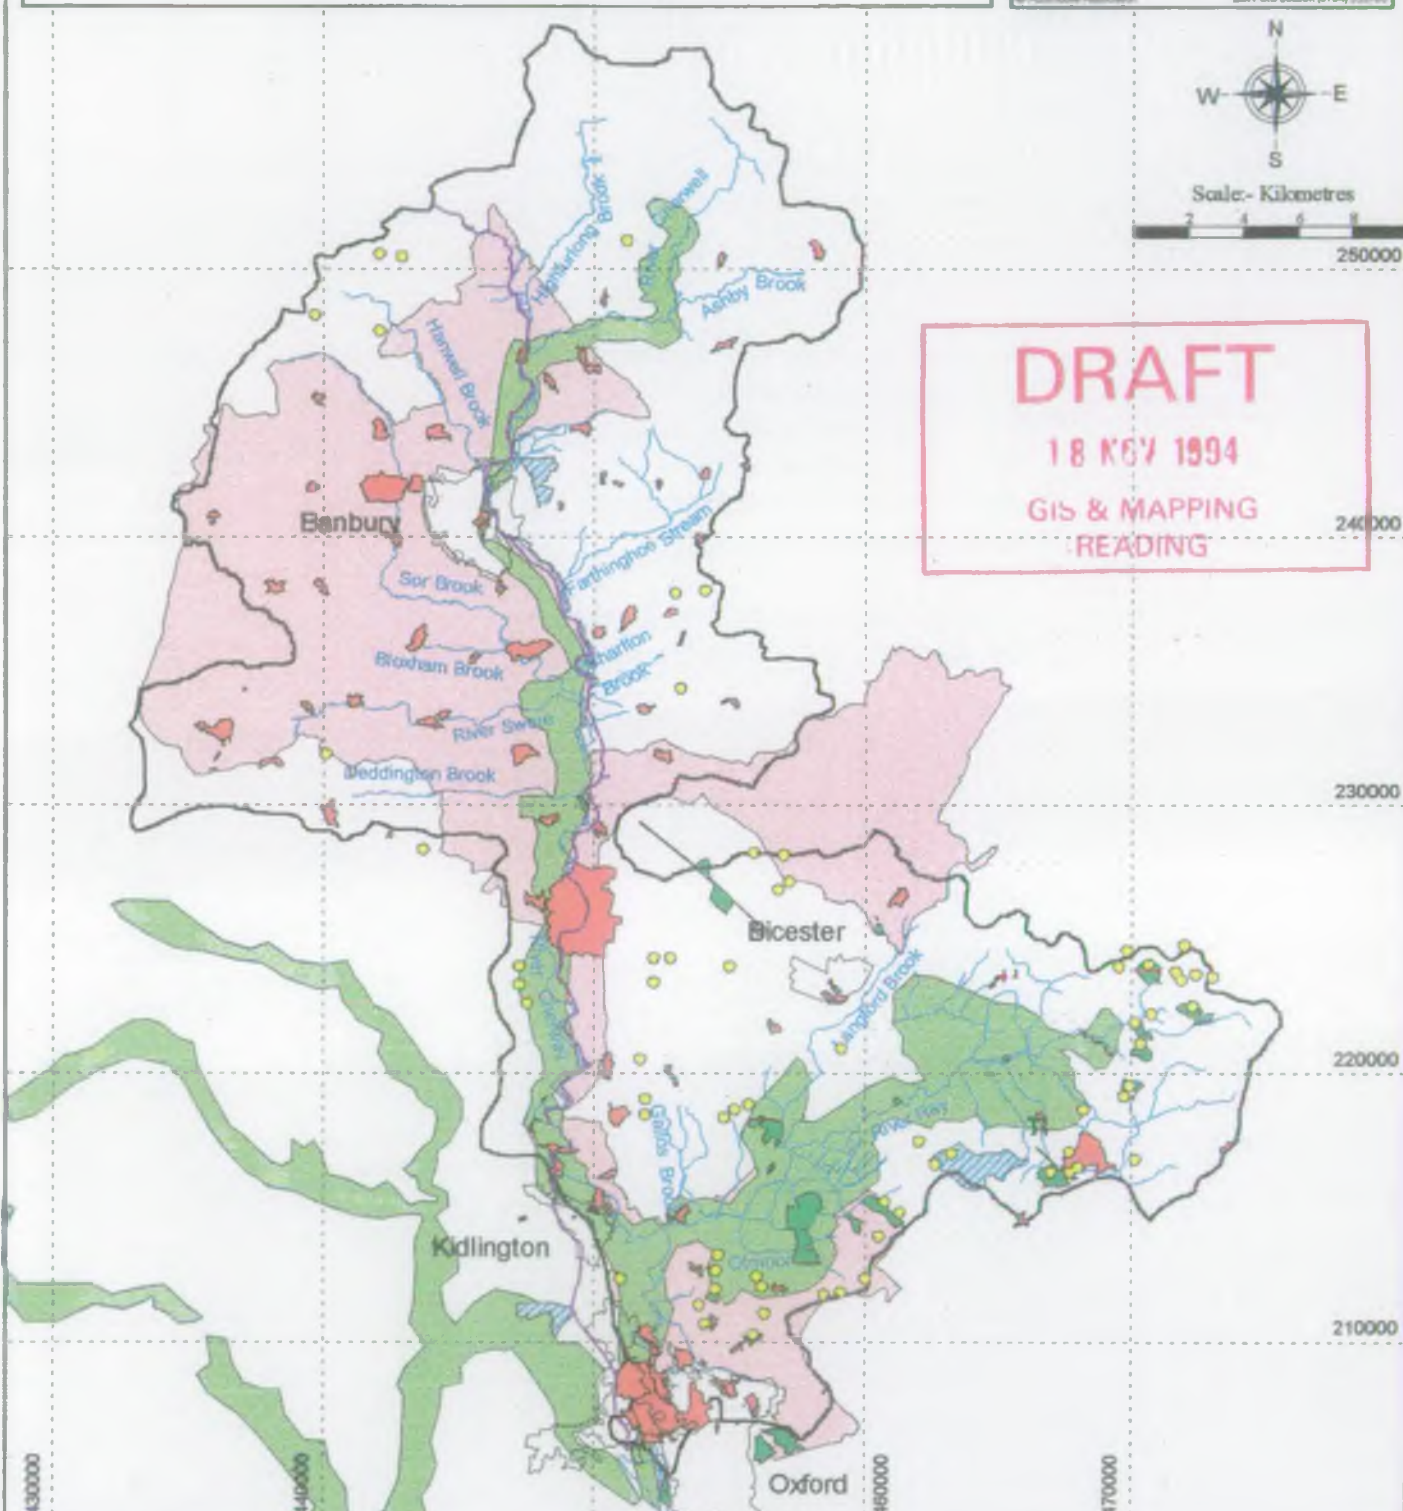 N
W
E
S
Scale:- Kilometres
2 4 6 8
250000
DRAFT
18 NOV 1994
GIS & MAPPING
READING
240000
230000
220000
210000
Highfurlong Brook
River Cherwell
Ashby Brook
Hanwell Brook
Banbury
Farthinghoe Stream
Sor Brook
Bloxham Brook
Charlton
Brook
River Swere
Deddington Brook
Bicester
Langford Brook
River Cherwell
River Ray
Gallos Brook
Kidlington
Otmoor
Oxford
430000
440000
460000
470000